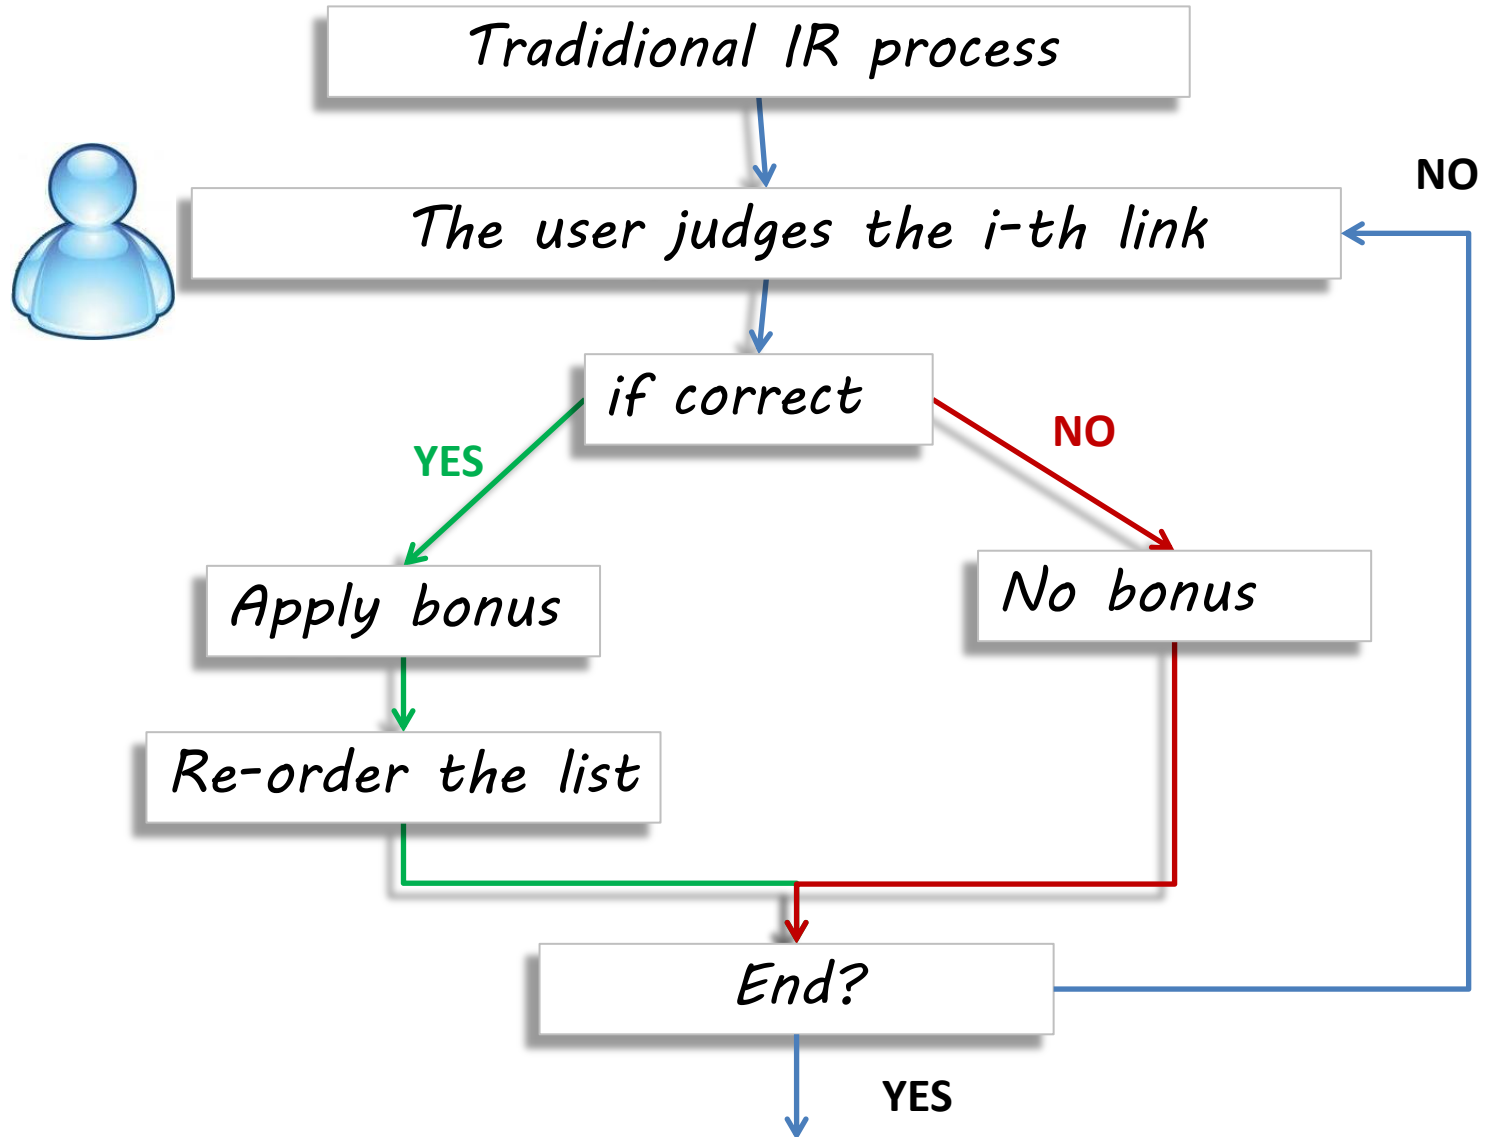 Tradidional IR process
NO
The user judges the i-th link
if correct
YES
NO
Apply bonus
No bonus
Re-order the list
End?
YES